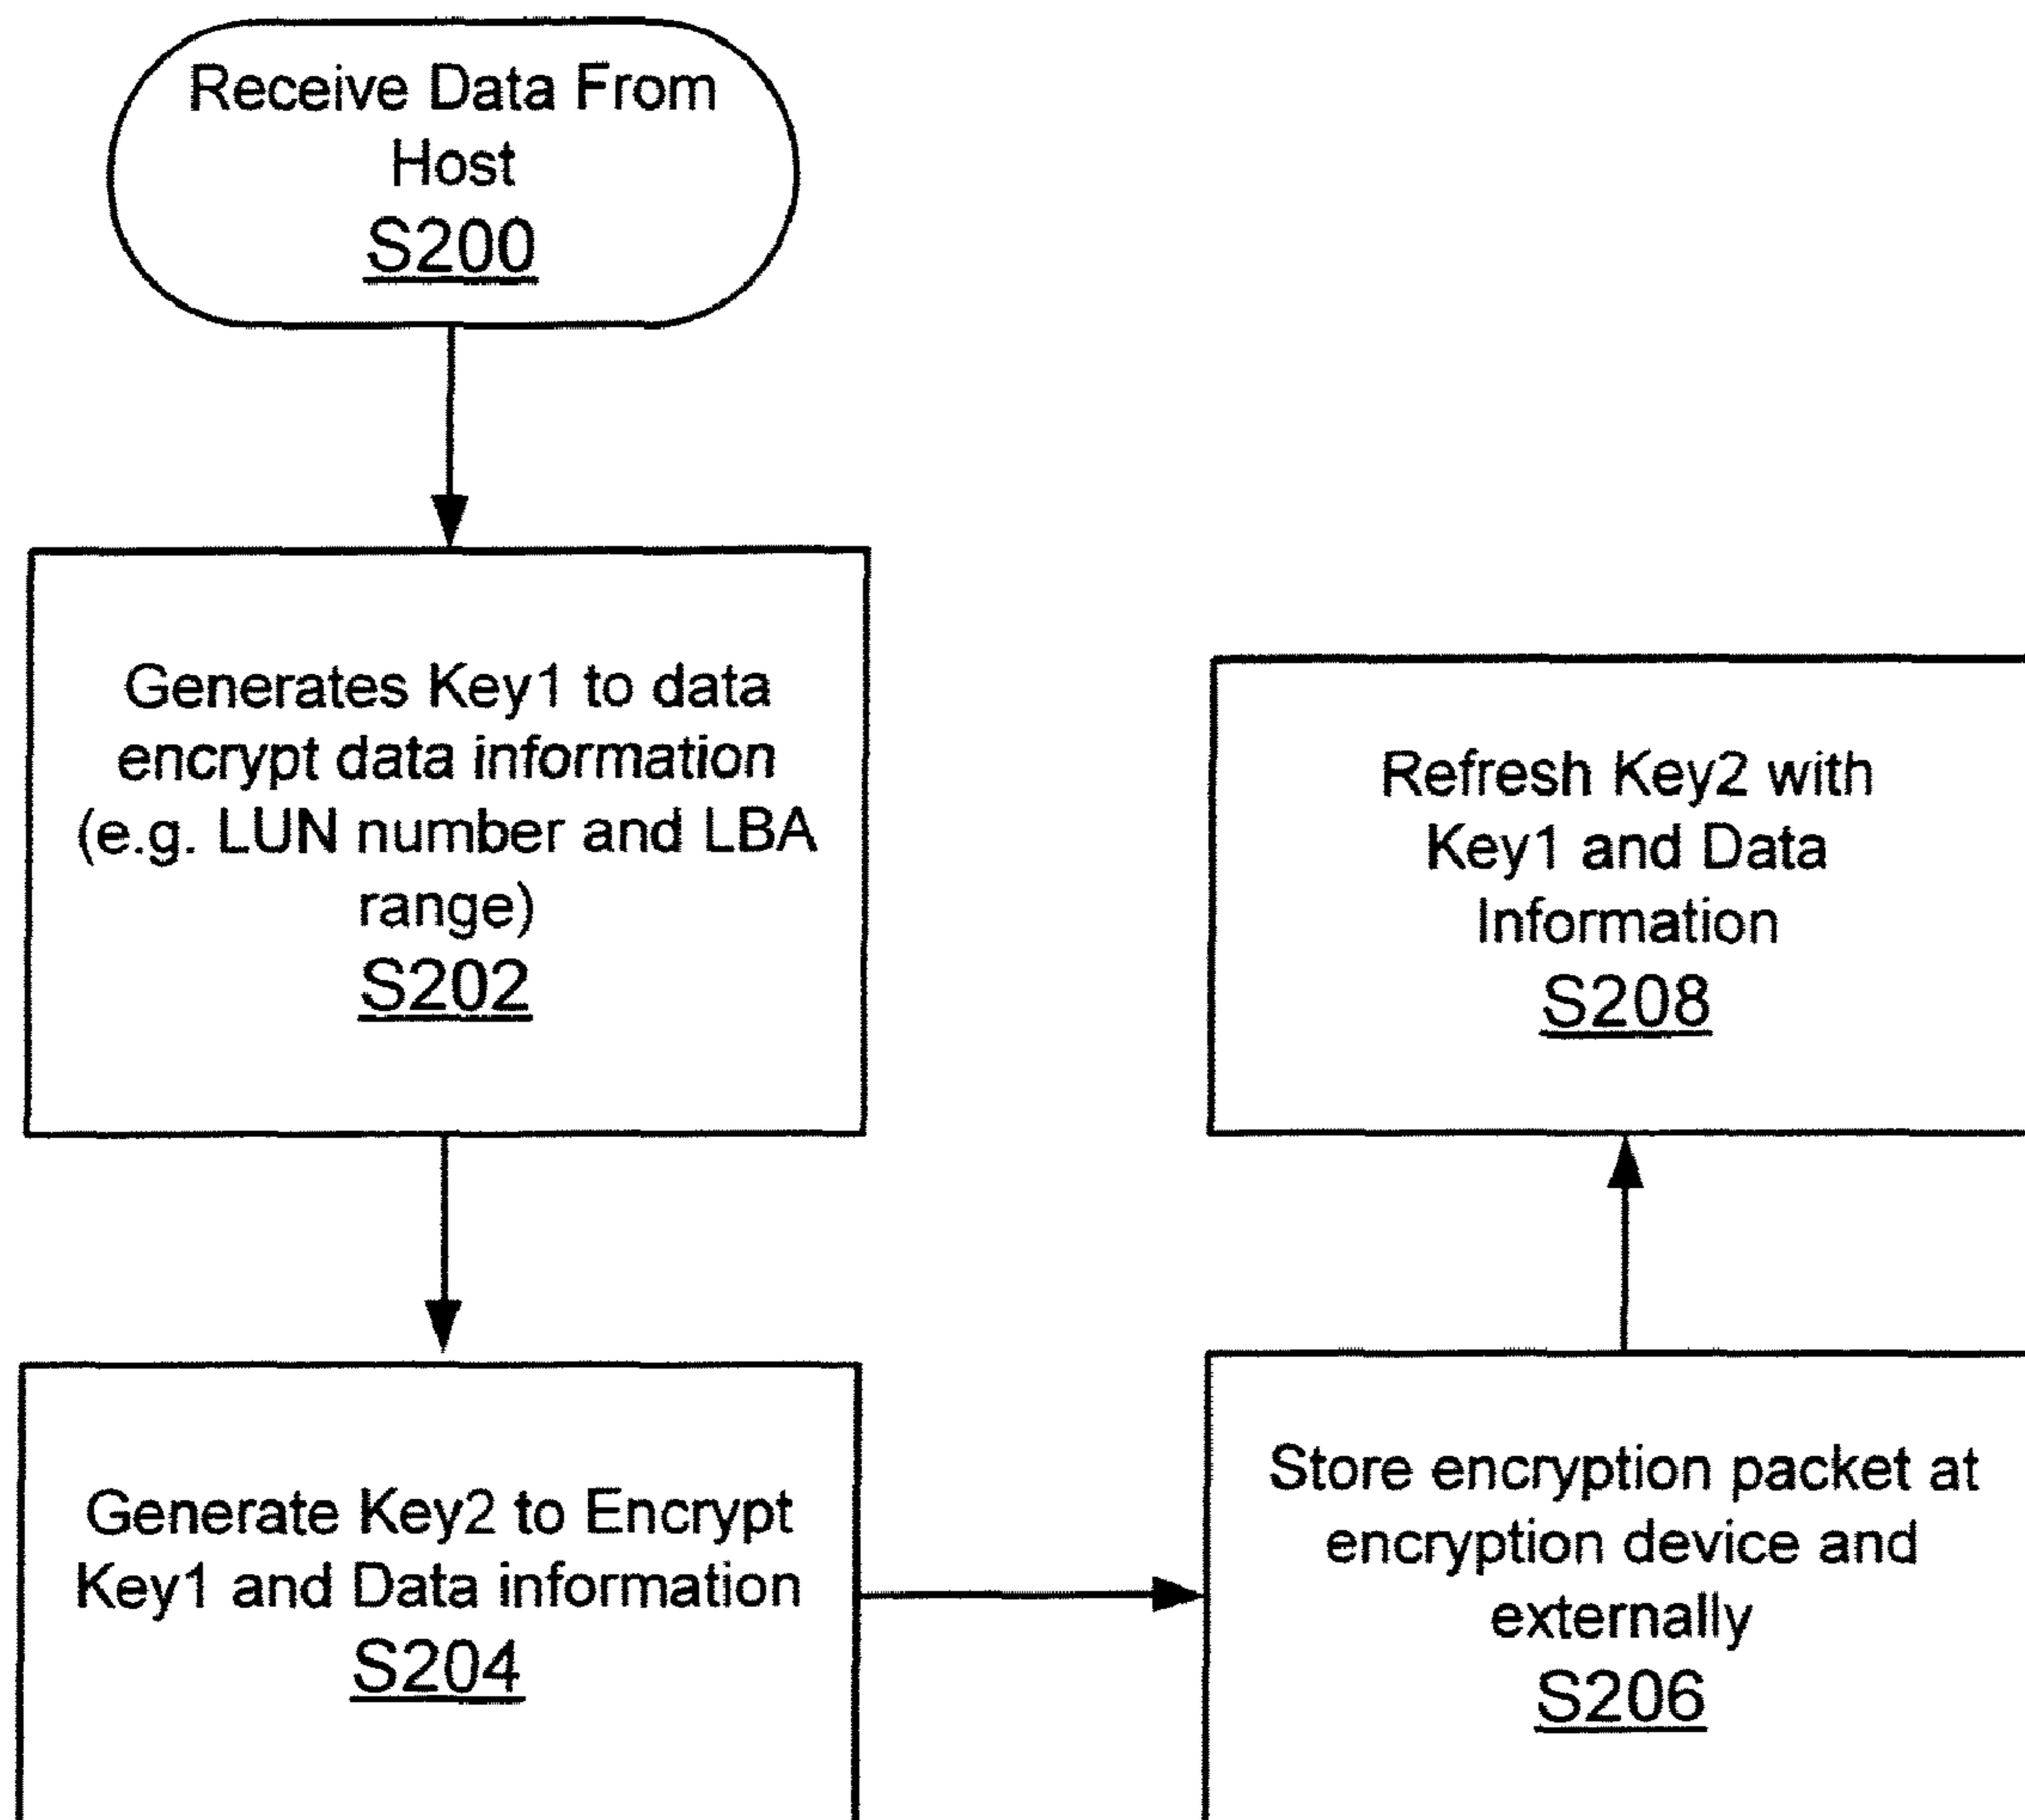 Receive Data From
Host
S200
Generates Key1 to data
encrypt data information
(e.g. LUN number and LBA
range)
S202
Generate Key2 to Encrypt
Key1 and Data information
S204
Store encryption packet at
encryption device and
externally
S206
Refresh Key2 with
Key1 and Data
Information
S208